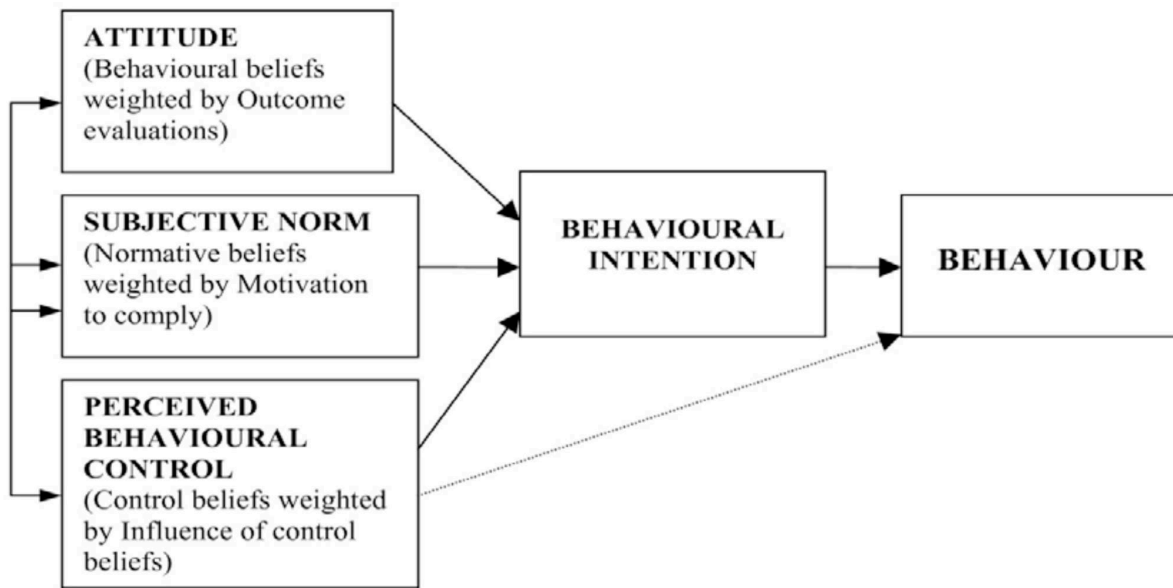 ATTITUDE
(Behavioural beliefs
weighted by Outcome
evaluations)
SUBJECTIVE NORM
(Normative beliefs
weighted by Motivation
to comply)
PERCEIVED
BEHAVIOURAL
CONTROL
(Control beliefs weighted
by Influence of control
beliefs)
BEHAVIOURAL
INTENTION
BEHAVIOUR